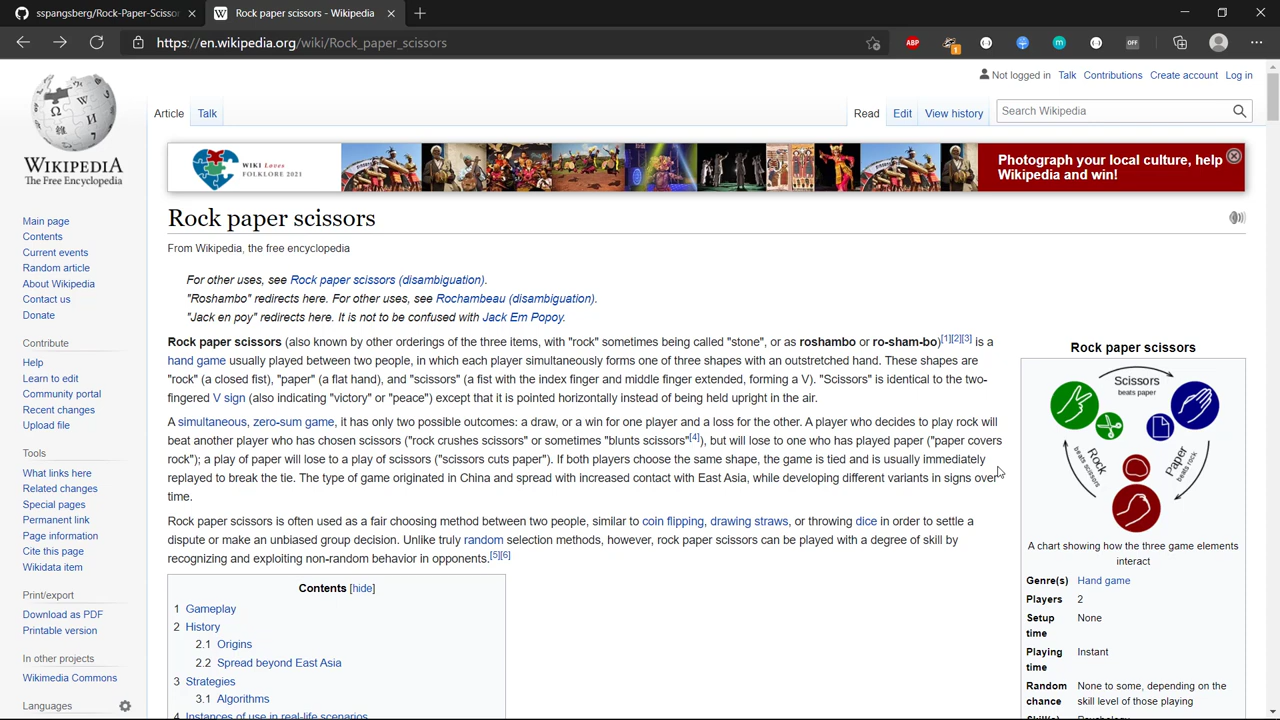 sspangsberg/Rock-Paper-Scissor
Rock paper scissors - Wikipedia
https://en.wikipedia.org/wiki/Rock_paper_scissors
ABP
1
m
OFF
Not logged in Talk Contributions Create account Log in
Article Talk
Read Edit View history
Search Wikipedia
WIKIPEDIA
The Free Encyclopedia
WIKI Loves
FOLKLORE 2021
Photograph your local culture, help
Wikipedia and win!
Main page
Contents
Current events
Random article
About Wikipedia
Contact us
Donate
Contribute
Help
Learn to edit
Community portal
Recent changes
Upload file
Tools
What links here
Related changes
Special pages
Permanent link
Page information
Cite this page
Wikidata item
Print/export
Download as PDF
Printable version
In other projects
Wikimedia Commons
Languages
Rock paper scissors
From Wikipedia, the free encyclopedia
For other uses, see Rock paper scissors (disambiguation).
"Roshambo" redirects here. For other uses, see Rochambeau (disambiguation).
"Jack en poy" redirects here. It is not to be confused with Jack Em Popoy.
Rock paper scissors (also known by other orderings of the three items, with "rock" sometimes being called "stone", or as roshambo or ro-sham-bo)[1][2][3] is a
hand game usually played between two people, in which each player simultaneously forms one of three shapes with an outstretched hand. These shapes are
"rock" (a closed fist), "paper" (a flat hand), and "scissors" (a fist with the index finger and middle finger extended, forming a V). "Scissors" is identical to the two-
fingered V sign (also indicating "victory" or "peace") except that it is pointed horizontally instead of being held upright in the air.
A simultaneous, zero-sum game, it has only two possible outcomes: a draw, or a win for one player and a loss for the other. A player who decides to play rock will
beat another player who has chosen scissors ("rock crushes scissors" or sometimes "blunts scissors"[4]), but will lose to one who has played paper ("paper covers
rock"); a play of paper will lose to a play of scissors ("scissors cuts paper"). If both players choose the same shape, the game is tied and is usually immediately
replayed to break the tie. The type of game originated in China and spread with increased contact with East Asia, while developing different variants in signs over
time.
Rock paper scissors is often used as a fair choosing method between two people, similar to coin flipping, drawing straws, or throwing dice in order to settle a
dispute or make an unbiased group decision. Unlike truly random selection methods, however, rock paper scissors can be played with a degree of skill by
recognizing and exploiting non-random behavior in opponents.[5][6]
Contents [hide]
1 Gameplay
2 History
2.1 Origins
2.2 Spread beyond East Asia
3 Strategies
3.1 Algorithms
4 Instances of use in real-life scenarios
Rock paper scissors
Scissors
beats paper
Rock
beats scissors
Paper
beats rock
A chart showing how the three game elements
interact
Genre(s) Hand game
Players 2
Setup time None
Playing time Instant
Random chance None to some, depending on the
skill level of those playing
Skill(s) Psychology